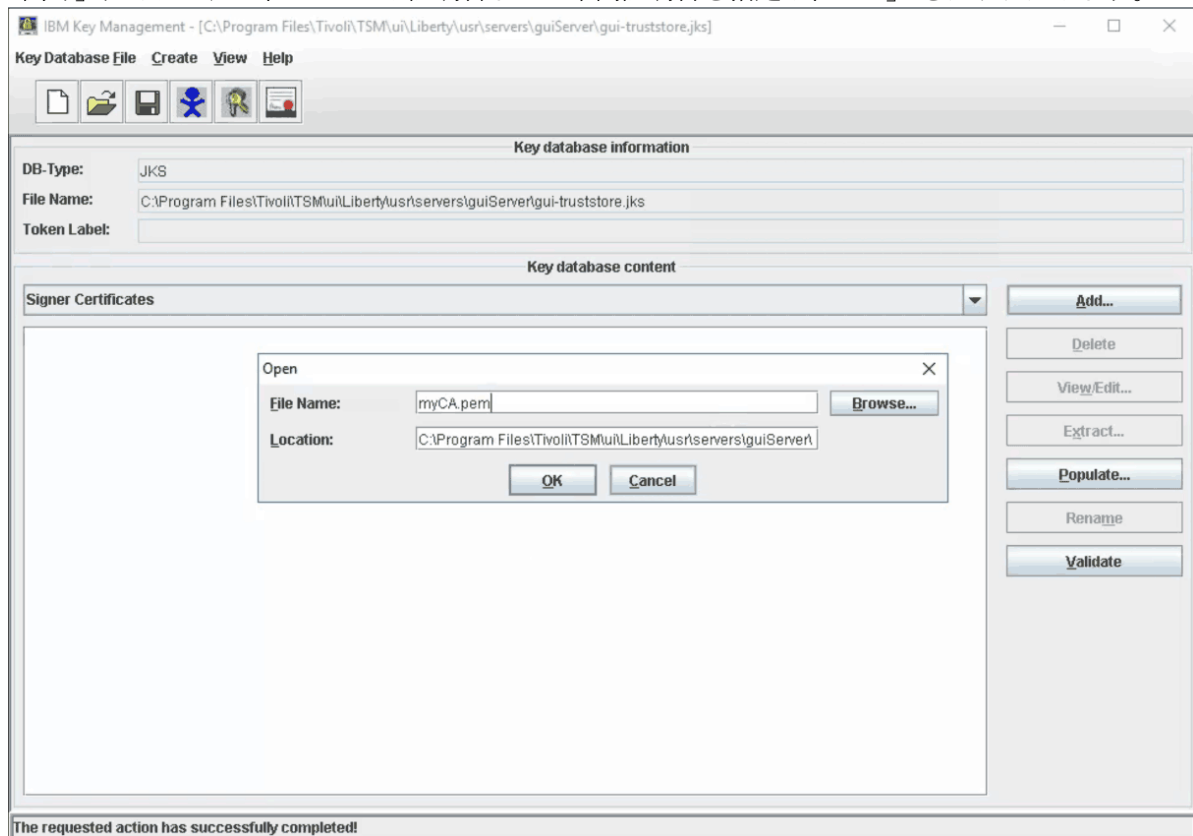 IBM Key Management - [C:\Program Files\Tivoli\TSM\ui\Liberty\usr\servers\guiServer\gui-truststore.jks]
Key Database File Create View Help
Key database information
DB-Type: JKS
File Name: C:\Program Files\Tivoli\TSM\ui\Liberty\usr\servers\guiServer\gui-truststore.jks
Token Label:
Key database content
Signer Certificates
Add...
Delete
View/Edit...
Extract...
Populate...
Rename
Validate
Open
File Name: myCA.pem Browse...
Location: C:\Program Files\Tivoli\TSM\ui\Liberty\usr\servers\guiServer\
OK Cancel
The requested action has successfully completed!